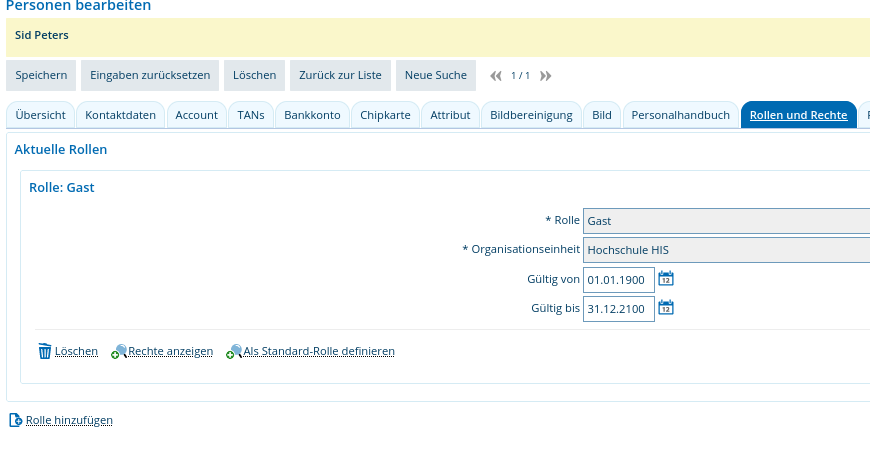 Personen bearbeiten
Sid Peters
Speichern Eingaben zurücksetzen Löschen Zurück zur Liste Neue Suche 1 / 1
Übersicht Kontaktdaten Account TANs Bankkonto Chipkarte Attribut Bildbereinigung Bild Personalhandbuch Rollen und Rechte
Aktuelle Rollen
Rolle: Gast
* Rolle Gast
* Organisationseinheit Hochschule HIS
Gültig von 01.01.1900 12
Gültig bis 31.12.2100 12
Löschen Rechte anzeigen Als Standard-Rolle definieren
Rolle hinzufügen